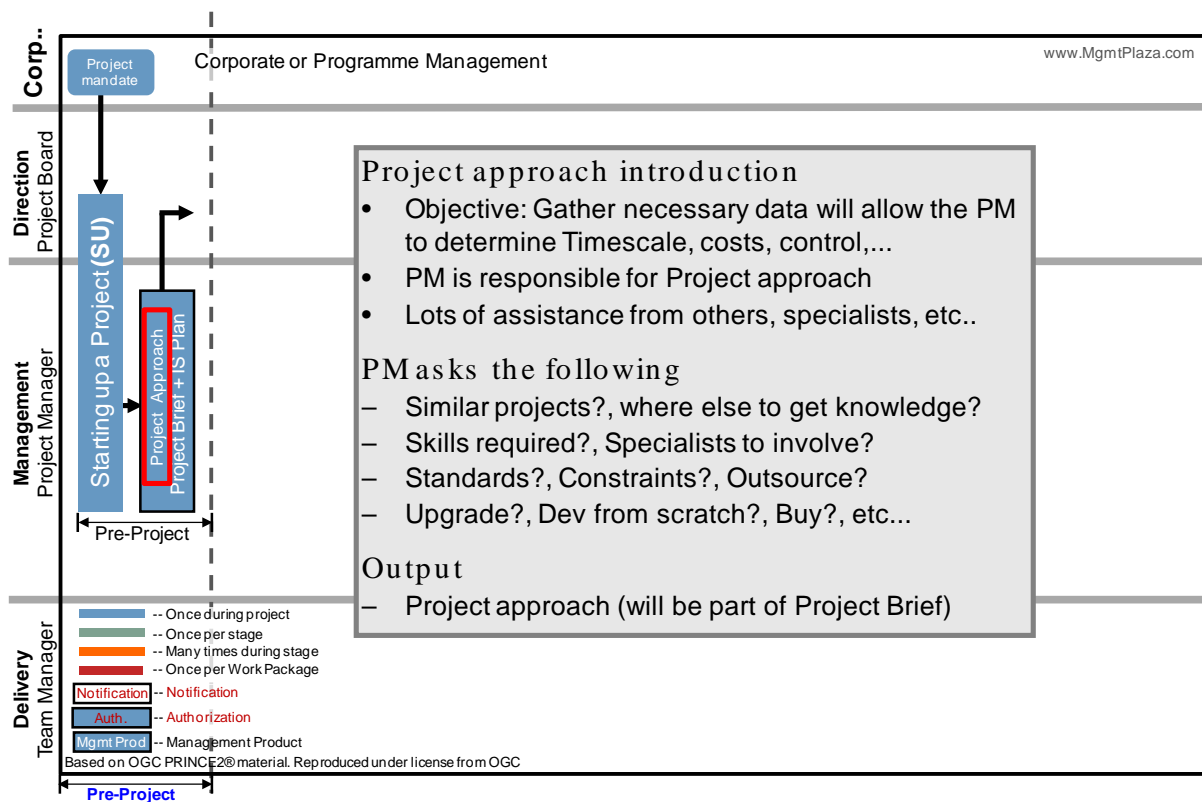 Corp..
Project
mandate
Corporate or Programme Management
www.MgmtPlaza.com
Direction
Project Board
Starting up a Project (SU)
Project Approach
Project Brief + IS Plan
Management
Project Manager
Pre-Project
Project approach introduction
• Objective: Gather necessary data will allow the PM
to determine Timescale, costs, control,...
• PM is responsible for Project approach
• Lots of assistance from others, specialists, etc..
PM asks the following
– Similar projects?, where else to get knowledge?
– Skills required?, Specialists to involve?
– Standards?, Constraints?, Outsource?
– Upgrade?, Dev from scratch?, Buy?, etc...
Output
– Project approach (will be part of Project Brief)
Delivery
Team Manager
-- Once during project
-- Once per stage
-- Many times during stage
-- Once per Work Package
Notification -- Notification
Auth. -- Authorization
Mgmt Prod -- Management Product
Based on OGC PRINCE2® material. Reproduced under license from OGC
Pre-Project